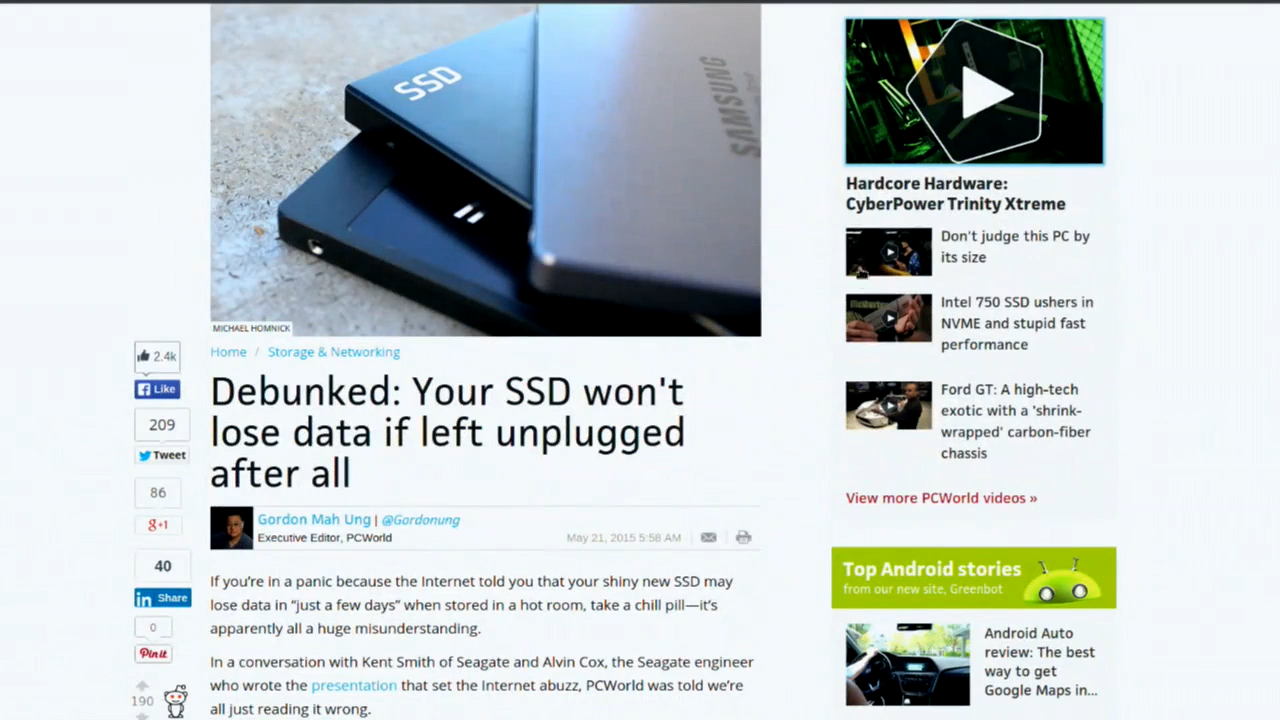 SSD
SAMSUNG
MICHAEL HOMNICK
Home / Storage & Networking
Debunked: Your SSD won't
lose data if left unplugged
after all
Gordon Mah Ung | @Gordonung
Executive Editor, PCWorld
May 21, 2015 5:58 AM
If you’re in a panic because the Internet told you that your shiny new SSD may
lose data in “just a few days” when stored in a hot room, take a chill pill—it’s
apparently all a huge misunderstanding.
In a conversation with Kent Smith of Seagate and Alvin Cox, the Seagate engineer
who wrote the presentation that set the Internet abuzz, PCWorld was told we’re
all just reading it wrong.
2.4k
Like
209
Tweet
86
g+1
40
in Share
0
Pin it
190
Hardcore Hardware:
CyberPower Trinity Xtreme
Don't judge this PC by
its size
Intel 750 SSD ushers in
NVME and stupid fast
performance
Ford GT: A high-tech
exotic with a 'shrink-
wrapped' carbon-fiber
chassis
View more PCWorld videos »
Top Android stories
from our new site, Greenbot
Android Auto
review: The best
way to get
Google Maps in...